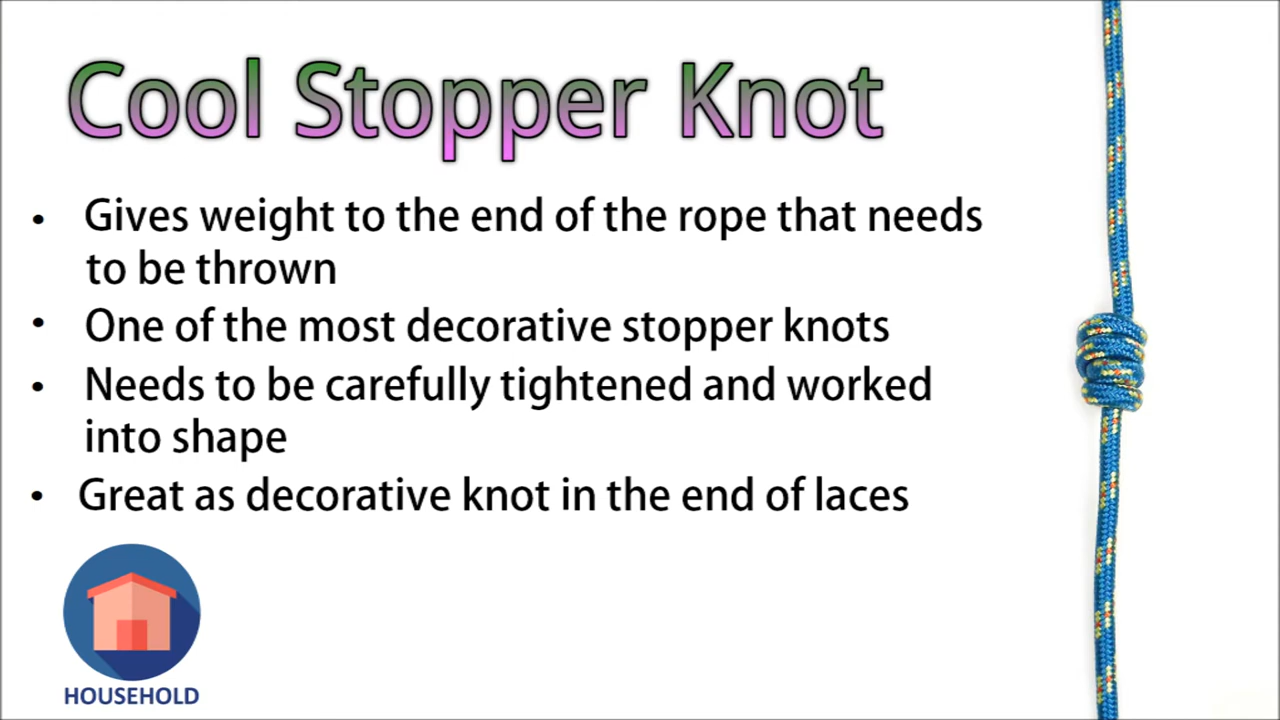 Cool Stopper Knot
• Gives weight to the end of the rope that needs
to be thrown
• One of the most decorative stopper knots
• Needs to be carefully tightened and worked
into shape
• Great as decorative knot in the end of laces
HOUSEHOLD